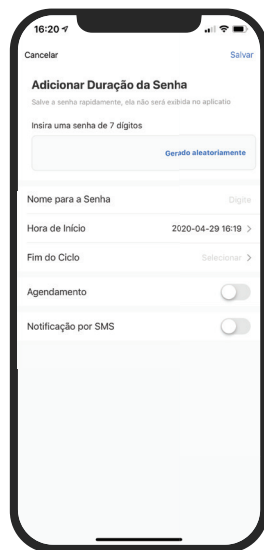 16:20
Cancelar
Salvar
Adicionar Duração da Senha
Salve a senha rapidamente, ela não será exibida no aplicatio
Insira uma senha de 7 dígitos
Gerado aleatoriamente
Nome para a Senha
Digite
Hora de Início
2020-04-29 16:19
Fim do Ciclo
Selecionar
Agendamento
Notificação por SMS